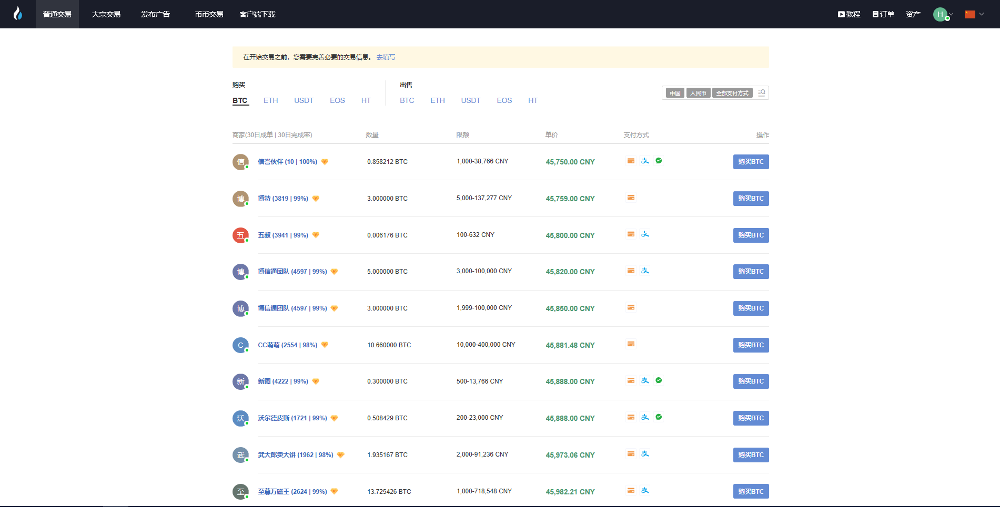 普通交易 大宗交易 发布广告 币币交易 客户端下载 教程 订单 资产 H
在开始交易之前，您需要完善必要的交易信息。 去填写
购买 出售
BTC ETH USDT EOS HT BTC ETH USDT EOS HT 中国 人民币 全部支付方式
商家(30日成单 | 30日完成率) 数量 限额 单价 支付方式 操作
信 信誉伙伴 (10 | 100%) 0.858212 BTC 1,000-38,766 CNY 45,750.00 CNY 支 购买BTC
博 博特 (3819 | 99%) 3.000000 BTC 5,000-137,277 CNY 45,759.00 CNY 购买BTC
五 五叔 (3941 | 99%) 0.006176 BTC 100-632 CNY 45,800.00 CNY 支 购买BTC
博 博信通团队 (4597 | 99%) 5.000000 BTC 3,000-100,000 CNY 45,820.00 CNY 支 购买BTC
博 博信通团队 (4597 | 99%) 3.000000 BTC 1,999-100,000 CNY 45,850.00 CNY 购买BTC
C CC萌萌 (2554 | 98%) 10.660000 BTC 10,000-400,000 CNY 45,881.48 CNY 购买BTC
新 新图 (4222 | 99%) 0.300000 BTC 500-13,766 CNY 45,888.00 CNY 支 购买BTC
沃 沃尔德皮斯 (1721 | 99%) 0.508429 BTC 200-23,000 CNY 45,888.00 CNY 支 购买BTC
武 武大郎卖大饼 (1962 | 98%) 1.935167 BTC 2,000-91,236 CNY 45,973.06 CNY 支 购买BTC
至 至尊万磁王 (2624 | 99%) 13.725426 BTC 1,000-718,548 CNY 45,982.21 CNY 支 购买BTC